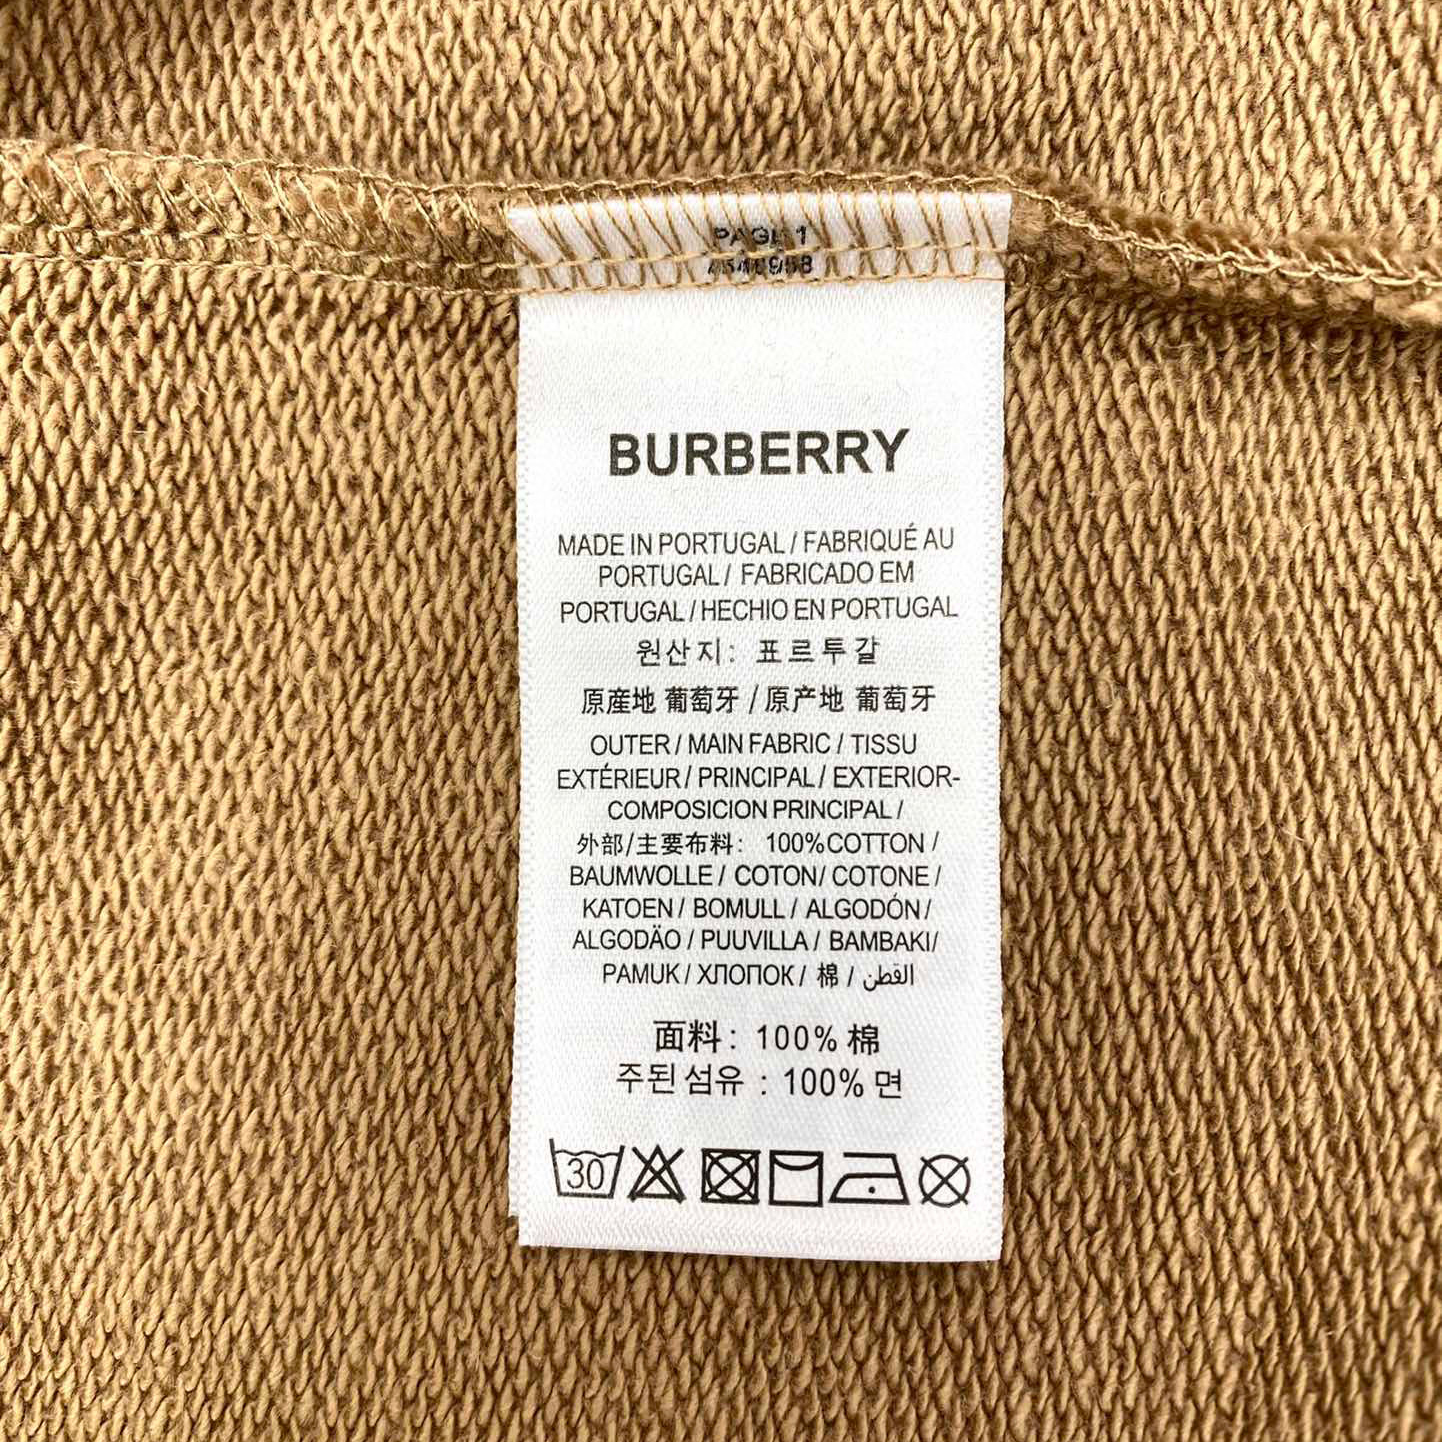 PAGE 1
BURBERRY
MADE IN PORTUGAL / FABRIQUÉ AU
PORTUGAL / FABRICADO EM
PORTUGAL / HECHIO EN PORTUGAL
원산지: 포르투갈
原産地 葡萄牙 / 原产地 葡萄牙
OUTER / MAIN FABRIC / TISSU
EXTÉRIEUR / PRINCIPAL / EXTERIOR-
COMPOSICION PRINCIPAL /
外部/主要布料: 100%COTTON /
BAUMWOLLE / COTON/ COTONE /
KATOEN / BOMULL / ALGODÓN /
ALGODÄO / PUUVILLA / BAMBAKI/
PAMUK / ХЛОПОК / 棉 / القطن
面料: 100% 棉
주된 섬유 : 100% 면
30